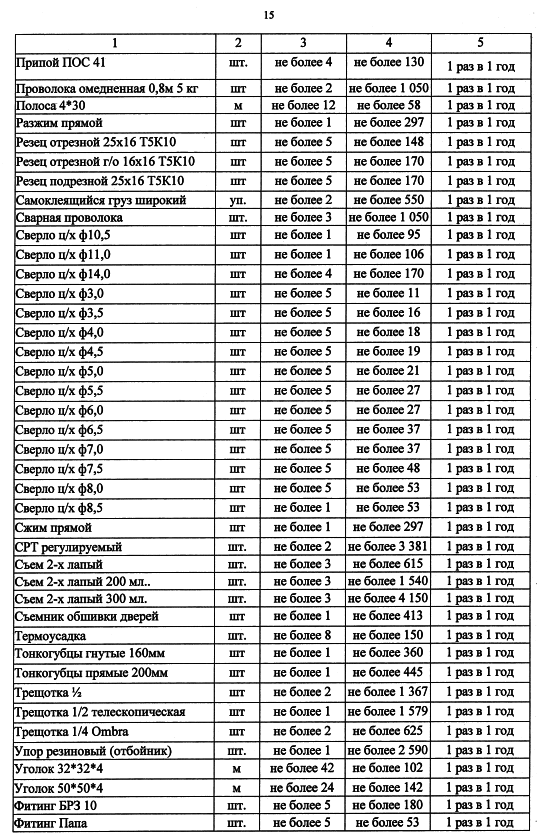 15
1 2 3 4 5
Припой ПОС 41 шт. не более 4 не более 130 1 раз в 1 год
Проволока омедненная 0,8м 5 кг шт не более 2 не более 1 050 1 раз в 1 год
Полоса 4*30 м не более 12 не более 58 1 раз в 1 год
Разжим прямой шт не более 1 не более 297 1 раз в 1 год
Резец отрезной 25х16 Т5К10 шт не более 5 не более 148 1 раз в 1 год
Резец отрезной г/о 16х16 Т5К10 шт не более 5 не более 170 1 раз в 1 год
Резец подрезной 25х16 Т5К10 шт не более 5 не более 170 1 раз в 1 год
Самоклеящийся груз широкий уп. не более 2 не более 550 1 раз в 1 год
Сварная проволока шт. не более 3 не более 1 050 1 раз в 1 год
Сверло ц/х ф10,5 шт не более 1 не более 95 1 раз в 1 год
Сверло ц/х ф11,0 шт не более 1 не более 106 1 раз в 1 год
Сверло ц/х ф14,0 шт не более 4 не более 170 1 раз в 1 год
Сверло ц/х ф3,0 шт не более 5 не более 11 1 раз в 1 год
Сверло ц/х ф3,5 шт не более 5 не более 16 1 раз в 1 год
Сверло ц/х ф4,0 шт не более 5 не более 18 1 раз в 1 год
Сверло ц/х ф4,5 шт не более 5 не более 19 1 раз в 1 год
Сверло ц/х ф5,0 шт не более 5 не более 21 1 раз в 1 год
Сверло ц/х ф5,5 шт не более 5 не более 27 1 раз в 1 год
Сверло ц/х ф6,0 шт не более 5 не более 27 1 раз в 1 год
Сверло ц/х ф6,5 шт не более 5 не более 37 1 раз в 1 год
Сверло ц/х ф7,0 шт не более 5 не более 37 1 раз в 1 год
Сверло ц/х ф7,5 шт не более 5 не более 48 1 раз в 1 год
Сверло ц/х ф8,0 шт не более 5 не более 53 1 раз в 1 год
Сверло ц/х ф8,5 шт не более 1 не более 53 1 раз в 1 год
Сжим прямой шт не более 1 не более 297 1 раз в 1 год
СРТ регулируемый шт. не более 2 не более 3 381 1 раз в 1 год
Съем 2-х лапый шт. не более 3 не более 615 1 раз в 1 год
Съем 2-х лапый 200 мл.. шт. не более 3 не более 1 540 1 раз в 1 год
Съем 2-х лапый 300 мл. шт. не более 3 не более 4 150 1 раз в 1 год
Съемник обшивки дверей шт не более 1 не более 413 1 раз в 1 год
Термоусадка шт. не более 8 не более 150 1 раз в 1 год
Тонкогубцы гнутые 160мм шт не более 1 не более 360 1 раз в 1 год
Тонкогубцы прямые 200мм шт не более 1 не более 445 1 раз в 1 год
Трещотка ½ шт не более 2 не более 1 367 1 раз в 1 год
Трещотка 1/2 телескопическая шт не более 1 не более 1 579 1 раз в 1 год
Трещотка 1/4 Ombra шт не более 2 не более 625 1 раз в 1 год
Упор резиновый (отбойник) шт. не более 1 не более 2 590 1 раз в 1 год
Уголок 32*32*4 м не более 42 не более 102 1 раз в 1 год
Уголок 50*50*4 м не более 24 не более 142 1 раз в 1 год
Фитинг БРЗ 10 шт. не более 5 не более 180 1 раз в 1 год
Фитинг Папа шт. не более 5 не более 53 1 раз в 1 год